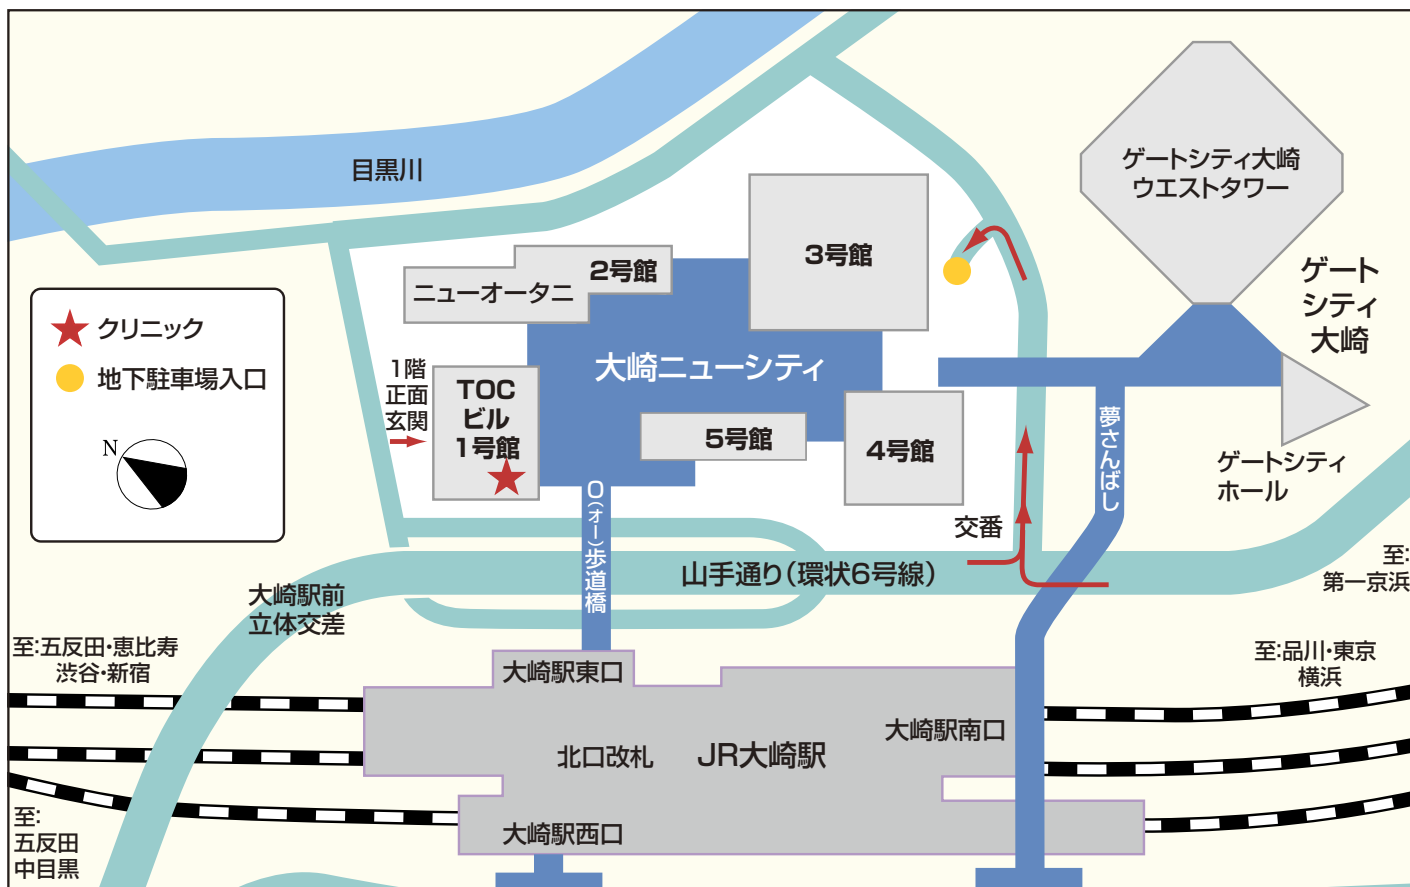 目黒川
ゲートシティ大崎
ウエストタワー
2号館
ニューオータニ
3号館
ゲート
シティ
大崎
クリニック
地下駐車場入口
N
1階
正面
玄関
TOC
ビル
1号館
大崎ニューシティ
5号館
4号館
夢さんばし
ゲートシティ
ホール
O(オー)歩道橋
交番
山手通り(環状6号線)
至:
第一京浜
大崎駅前
立体交差
至:五反田・恵比寿
渋谷・新宿
至:品川・東京
横浜
大崎駅東口
大崎駅南口
北口改札
JR大崎駅
大崎駅西口
至:
五反田
中目黒